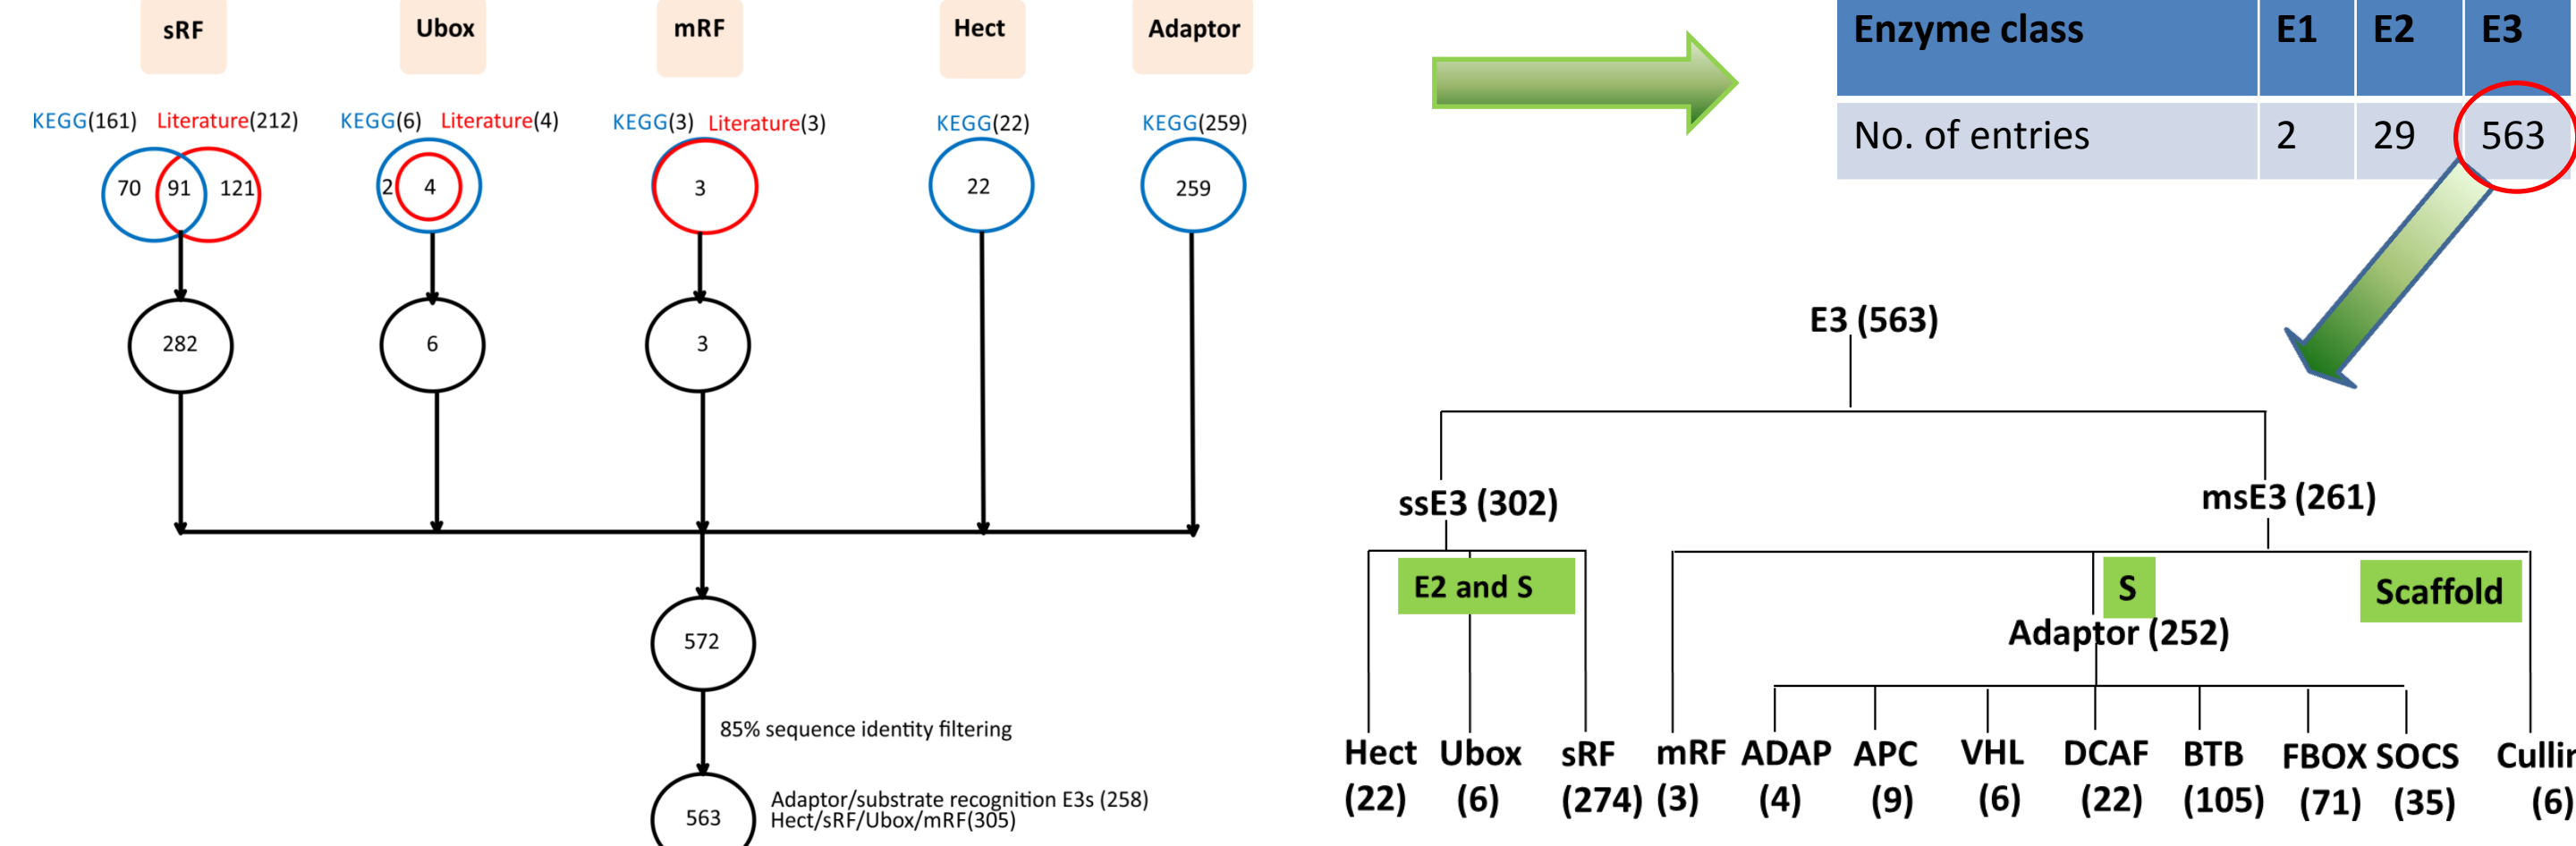 sRF Ubox mRF Hect Adaptor
KEGG(161) Literature(212) KEGG(6) Literature(4) KEGG(3) Literature(3) KEGG(22) KEGG(259)
70 91 121 2 4 3 22 259
282 6 3
572
85% sequence identity filtering
563
Adaptor/substrate recognition E3s (258)
Hect/sRF/Ubox/mRF(305)
Enzyme class E1 E2 E3
No. of entries 2 29 563
E3 (563)
ssE3 (302) msE3 (261)
E2 and S S Scaffold
Adaptor (252)
Hect Ubox sRF mRF ADAP APC VHL DCAF BTB FBOX SOCS Cullin
(22) (6) (274) (3) (4) (9) (6) (22) (105) (71) (35) (6)